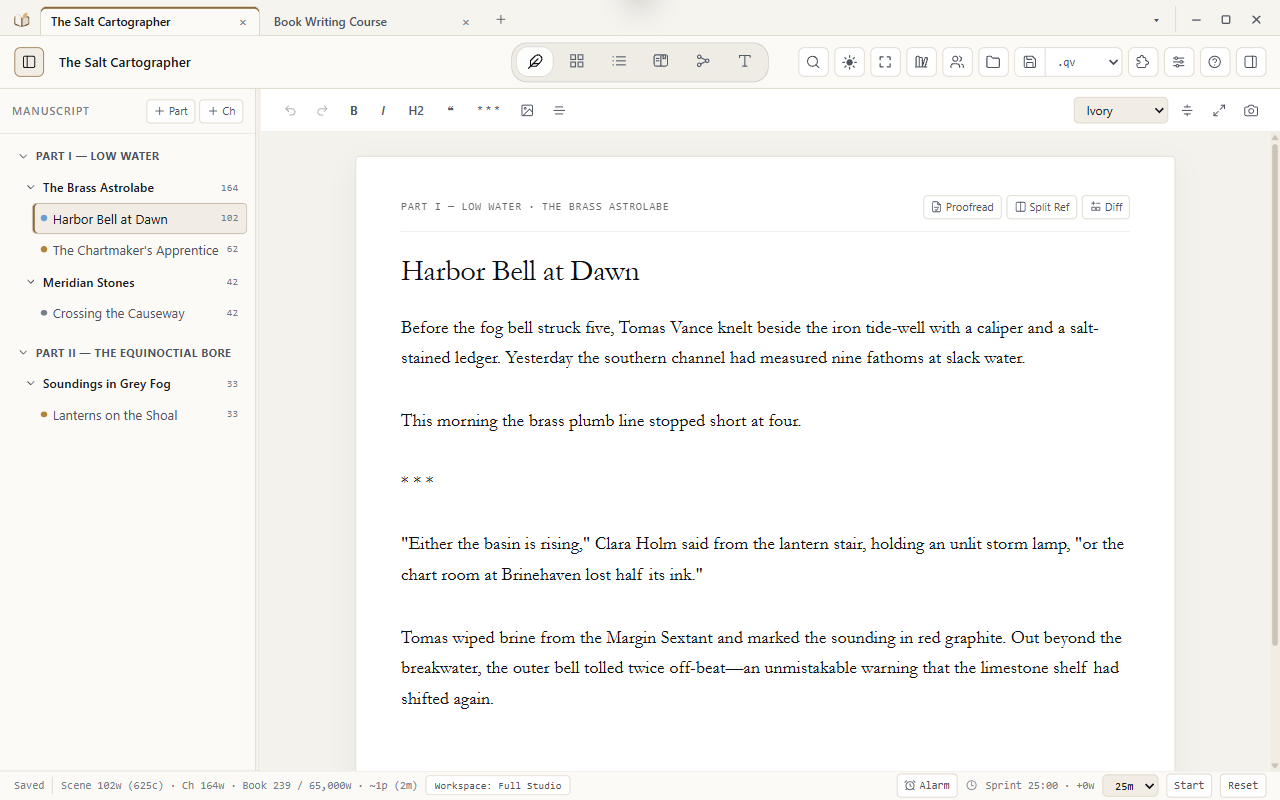 The Salt Cartographer
Book Writing Course
The Salt Cartographer
.qv
MANUSCRIPT
+ Part
+ Ch
B I H2 ❝ ***
Ivory
PART I — LOW WATER
The Brass Astrolabe 164
Harbor Bell at Dawn 102
The Chartmaker's Apprentice 62
Meridian Stones 42
Crossing the Causeway 42
PART II — THE EQUINOCTIAL BORE
Soundings in Grey Fog 33
Lanterns on the Shoal 33
PART I — LOW WATER · THE BRASS ASTROLABE
Proofread
Split Ref
Diff
Harbor Bell at Dawn
Before the fog bell struck five, Tomas Vance knelt beside the iron tide-well with a caliper and a salt-
stained ledger. Yesterday the southern channel had measured nine fathoms at slack water.
This morning the brass plumb line stopped short at four.
* * *
"Either the basin is rising," Clara Holm said from the lantern stair, holding an unlit storm lamp, "or the
chart room at Brinehaven lost half its ink."
Tomas wiped brine from the Margin Sextant and marked the sounding in red graphite. Out beyond the
breakwater, the outer bell tolled twice off-beat—an unmistakable warning that the limestone shelf had
shifted again.
Saved
Scene 102w (625c) · Ch 164w · Book 239 / 65,000w · ~1p (2m)
Workspace: Full Studio
Alarm
Sprint 25:00 · +0w
25m
Start
Reset